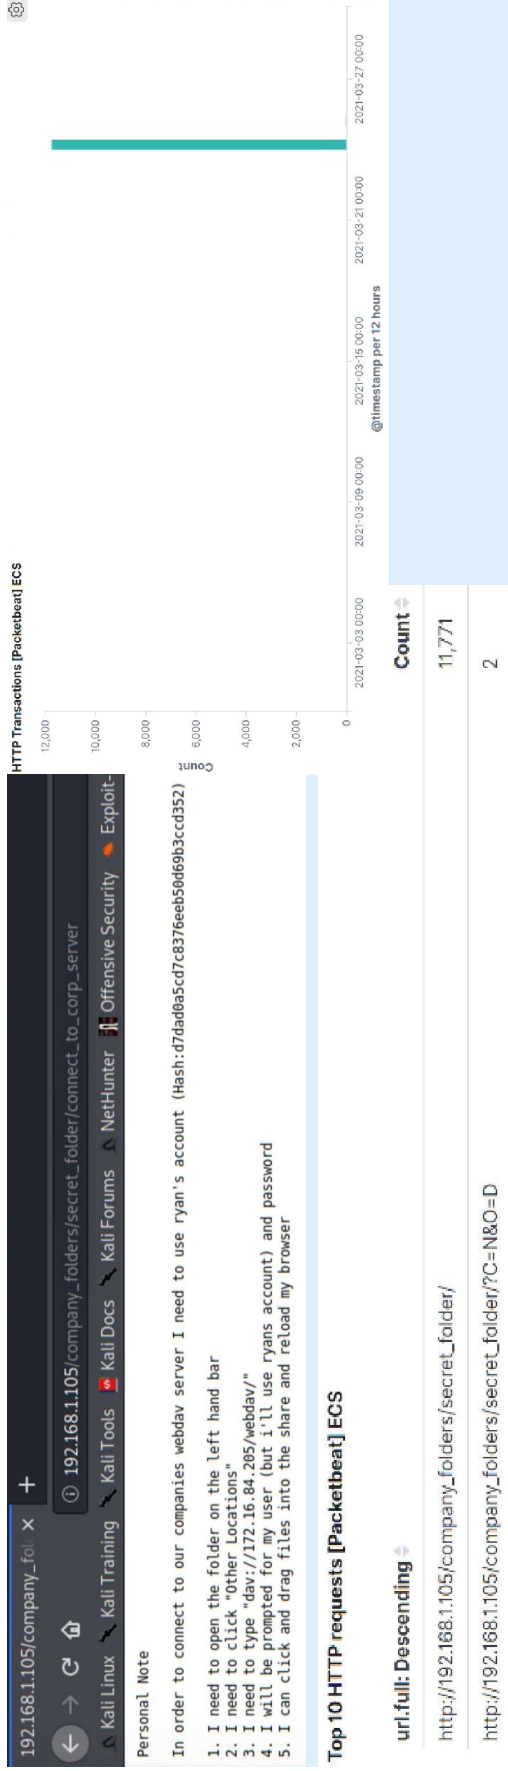 192.168.1.105/company_fol
192.168.1.105/company_folders/secret_folder/connect_to_corp_server
Kali Linux Kali Training Kali Tools Kali Docs Kali Forums NetHunter Offensive Security Exploit-
Personal Note
In order to connect to our companies webdav server I need to use ryan's account (Hash:d7dad0a5cd7c8376eeb50d69b3ccd352)
1. I need to open the folder on the left hand bar
2. I need to click "Other Locations"
3. I need to type "dav://172.16.84.205/webdav/"
4. I will be prompted for my user (but i'll use ryans account) and password
5. I can click and drag files into the share and reload my browser
HTTP Transactions [Packetbeat] ECS
12,000
10,000
8,000
6,000
4,000
2,000
0
Count
2021-03-03 00:00 2021-03-09 00:00 2021-03-15 00:00 2021-03-21 00:00 2021-03-27 00:00
@timestamp per 12 hours
Top 10 HTTP requests [Packetbeat] ECS
url.full: Descending Count
http://192.168.1.105/company_folders/secret_folder/ 11,771
http://192.168.1.105/company_folders/secret_folder/?C=N&O=D 2